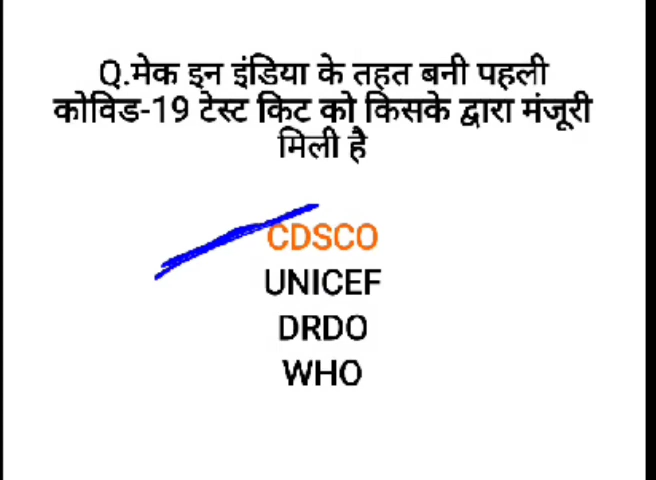 Q.मेक इन इंडिया के तहत बनी पहली
कोविड-19 टेस्ट किट को किसके द्वारा मंजूरी
मिली है
CDSCO
UNICEF
DRDO
WHO